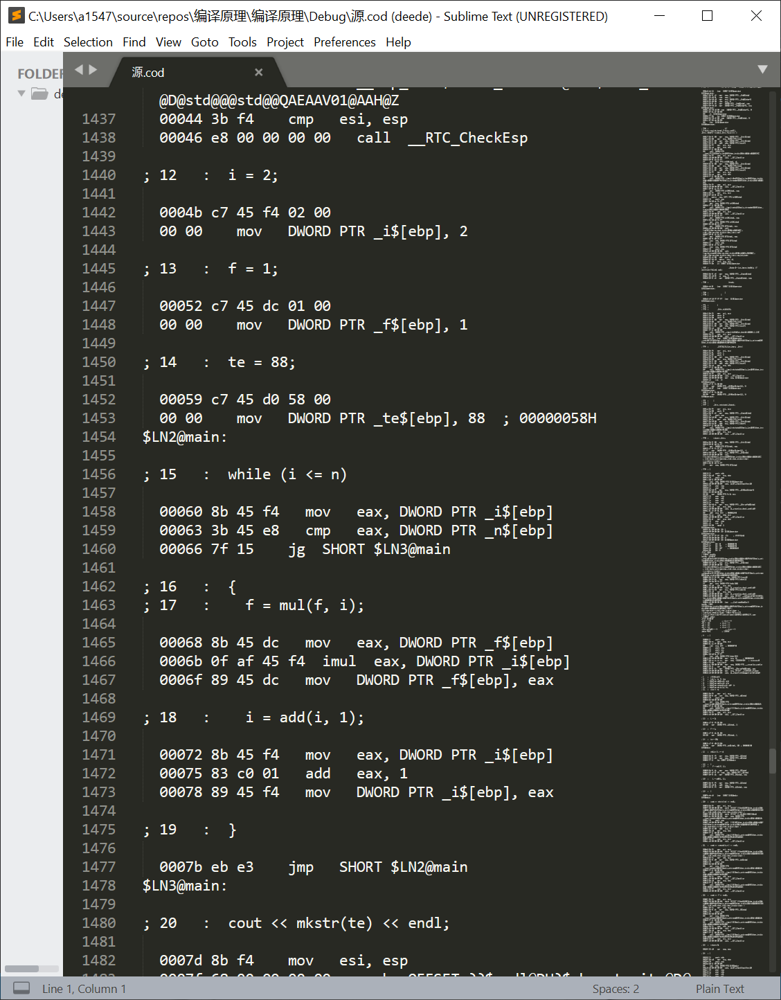 C:\Users\a1547\source\repos\编译原理\编译原理\Debug\源.cod (deede) - Sublime Text (UNREGISTERED)
File Edit Selection Find View Goto Tools Project Preferences Help
FOLDER
源.cod
de
@D@std@@@std@@QAEAAV01@AAH@Z
1437 00044 3b f4 cmp esi, esp
1438 00046 e8 00 00 00 00 call __RTC_CheckEsp
1439
1440 ; 12 : i = 2;
1441
1442 0004b c7 45 f4 02 00
1443 00 00 mov DWORD PTR _i$[ebp], 2
1444
1445 ; 13 : f = 1;
1446
1447 00052 c7 45 dc 01 00
1448 00 00 mov DWORD PTR _f$[ebp], 1
1449
1450 ; 14 : te = 88;
1451
1452 00059 c7 45 d0 58 00
1453 00 00 mov DWORD PTR _te$[ebp], 88 ; 00000058H
1454 $LN2@main:
1455
1456 ; 15 : while (i <= n)
1457
1458 00060 8b 45 f4 mov eax, DWORD PTR _i$[ebp]
1459 00063 3b 45 e8 cmp eax, DWORD PTR _n$[ebp]
1460 00066 7f 15 jg SHORT $LN3@main
1461
1462 ; 16 : {
1463 ; 17 : f = mul(f, i);
1464
1465 00068 8b 45 dc mov eax, DWORD PTR _f$[ebp]
1466 0006b 0f af 45 f4 imul eax, DWORD PTR _i$[ebp]
1467 0006f 89 45 dc mov DWORD PTR _f$[ebp], eax
1468
1469 ; 18 : i = add(i, 1);
1470
1471 00072 8b 45 f4 mov eax, DWORD PTR _i$[ebp]
1472 00075 83 c0 01 add eax, 1
1473 00078 89 45 f4 mov DWORD PTR _i$[ebp], eax
1474
1475 ; 19 : }
1476
1477 0007b eb e3 jmp SHORT $LN2@main
1478 $LN3@main:
1479
1480 ; 20 : cout << mkstr(te) << endl;
1481
1482 0007d 8b f4 mov esi, esp
Line 1, Column 1 Spaces: 2 Plain Text